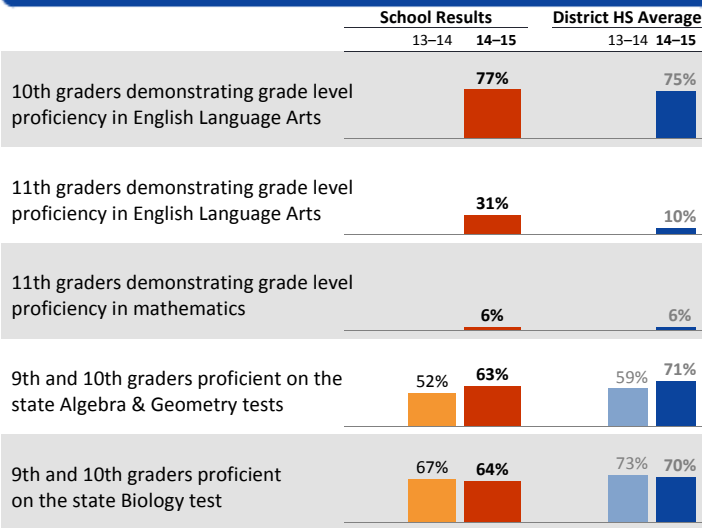 School Results District HS Average
13–14 14–15 13–14 14–15
77% 75%
10th graders demonstrating grade level
proficiency in English Language Arts
11th graders demonstrating grade level
proficiency in English Language Arts
31% 10%
11th graders demonstrating grade level
proficiency in mathematics
6% 6%
9th and 10th graders proficient on the
state Algebra & Geometry tests
52% 63% 59% 71%
9th and 10th graders proficient
on the state Biology test
67% 64% 73% 70%